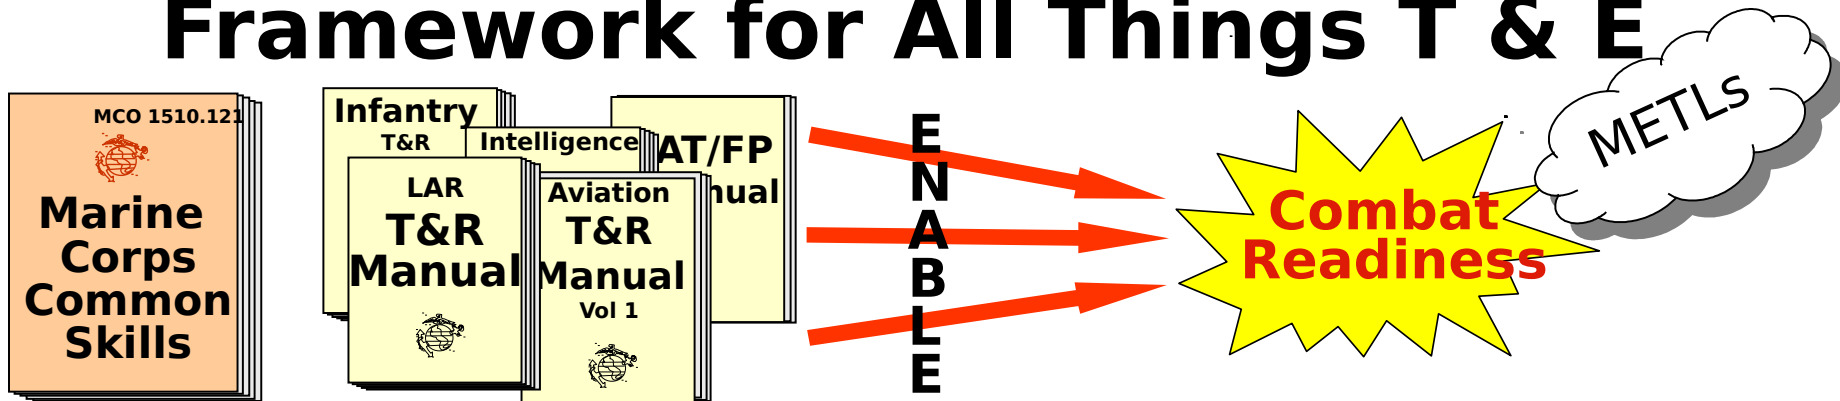 Framework for All Things T & E
MCO 1510.121
Marine
Corps
Common
Skills
Infantry
T&R
Intelligence
AT/FP
nual
LAR
T&R
Manual
Aviation
T&R
Manual
Vol 1
E
N
A
B
L
E
Combat
Readiness
METLs